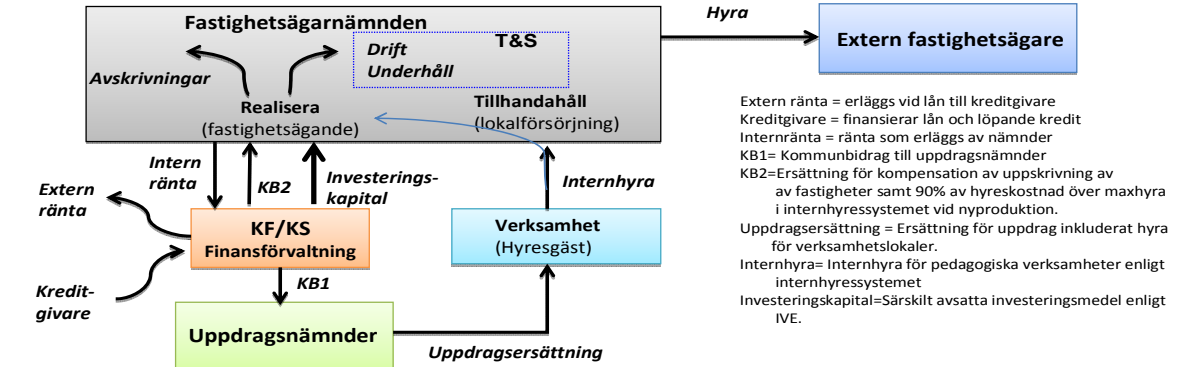 Fastighetsägarnämnden
Hyra
Extern fastighetsägare
T&S
Drift
Underhåll
Avskrivningar
Realisera
(fastighetsägande)
Tillhandahåll
(lokalförsörjning)
Intern
ränta
KB2
Investerings-
kapital
Internhyra
Extern
ränta
KF/KS
Finansförvaltning
Verksamhet
(Hyresgäst)
KB1
Kredit-
givare
Uppdragsnämnder
Uppdragsersättning
Extern ränta = erläggs vid lån till kreditgivare
Kreditgivare = finansierar lån och löpande kredit
Internränta = ränta som erläggs av nämnder
KB1= Kommunbidrag till uppdragsnämnder
KB2=Ersättning för kompensation av uppskrivning av
av fastigheter samt 90% av hyreskostnad över maxhyra
i internhyressystemet vid nyproduktion.
Uppdragsersättning = Ersättning för uppdrag inkluderat hyra
för verksamhetslokaler.
Internhyra= Internhyra för pedagogiska verksamheter enligt
internhyressystemet
Investeringskapital=Särskilt avsatta investeringsmedel enligt
IVE.